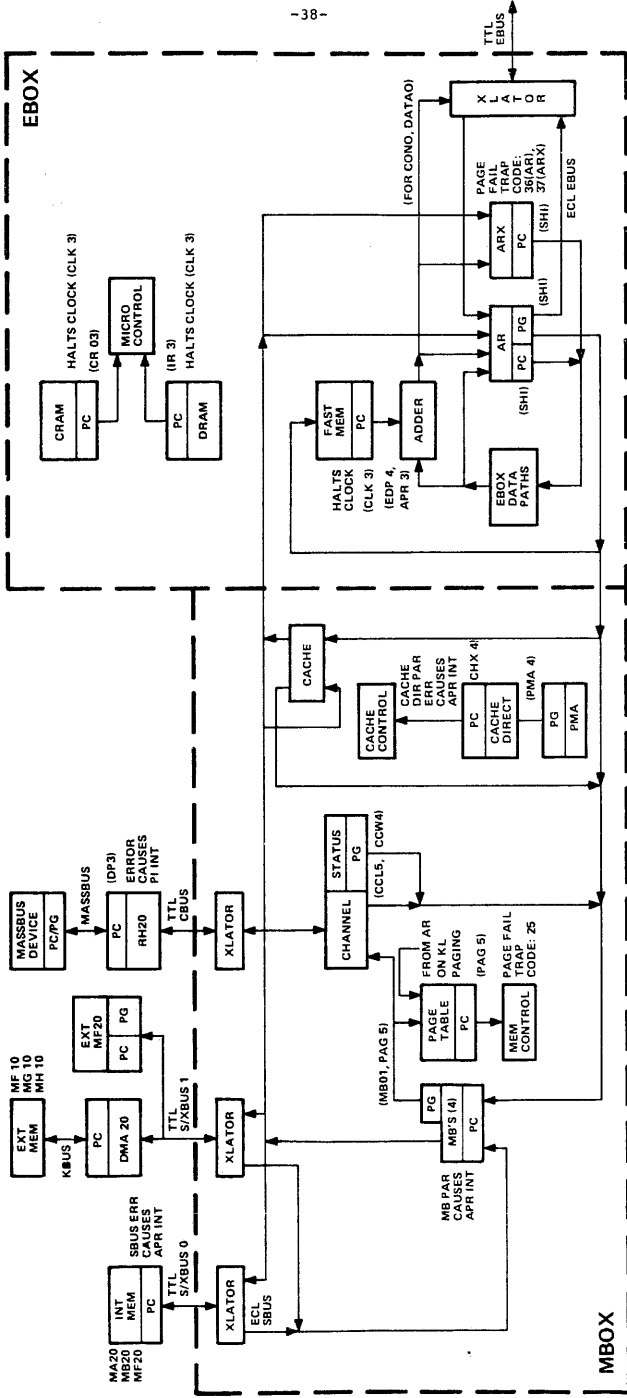 -38-
EBOX
TTL
EBUS
XLATOR
(FOR CONO, DATAO)
PAGE
FAIL
TRAP
CODE:
36(AR),
37(ARX)
ECL EBUS
ARX
PC
(SHI)
AR
PC
PG
(SHI)
(SHI)
HALTS CLOCK (CLK 3)
(CR 03)
CRAM
PC
MICRO
CONTROL
(IR 3)
HALTS CLOCK (CLK 3)
PC
DRAM
FAST
MEM
PC
HALTS
CLOCK
(CLK 3)
ADDER
(EDP 4,
APR 3)
EBOX
DATA
PATHS
CACHE
CACHE
CONTROL
CACHE
DIR PAR
ERR
CAUSES
APR INT
PC
CACHE
DIRECT
CHX 4)
(PMA 4)
PG
PMA
MASSBUS
DEVICE
PC/PG
MASSBUS
PC
RH20
(DP3)
ERROR
CAUSES
PI INT
TTL
CBUS
XLATOR
CHANNEL
STATUS
PG
(CCL5, CCW4)
MF 10
MG 10
MH 10
EXT
MEM
KBUS
PC
DMA 20
EXT
MF20
PC
PG
TTL
S/XBUS 1
XLATOR
FROM AR
ON KL
PAGING
(PAG 5)
PAGE
TABLE
PC
MEM
CONTROL
PAGE FAIL
TRAP
CODE: 25
(MB01, PAG 5)
PG
MB'S (4)
PC
MB PAR
CAUSES
APR INT
MA20
MB20
MF20
INT
MEM
PC
SBUS ERR
CAUSES
APR INT
TTL
S/XBUS 0
XLATOR
ECL
SBUS
MBOX